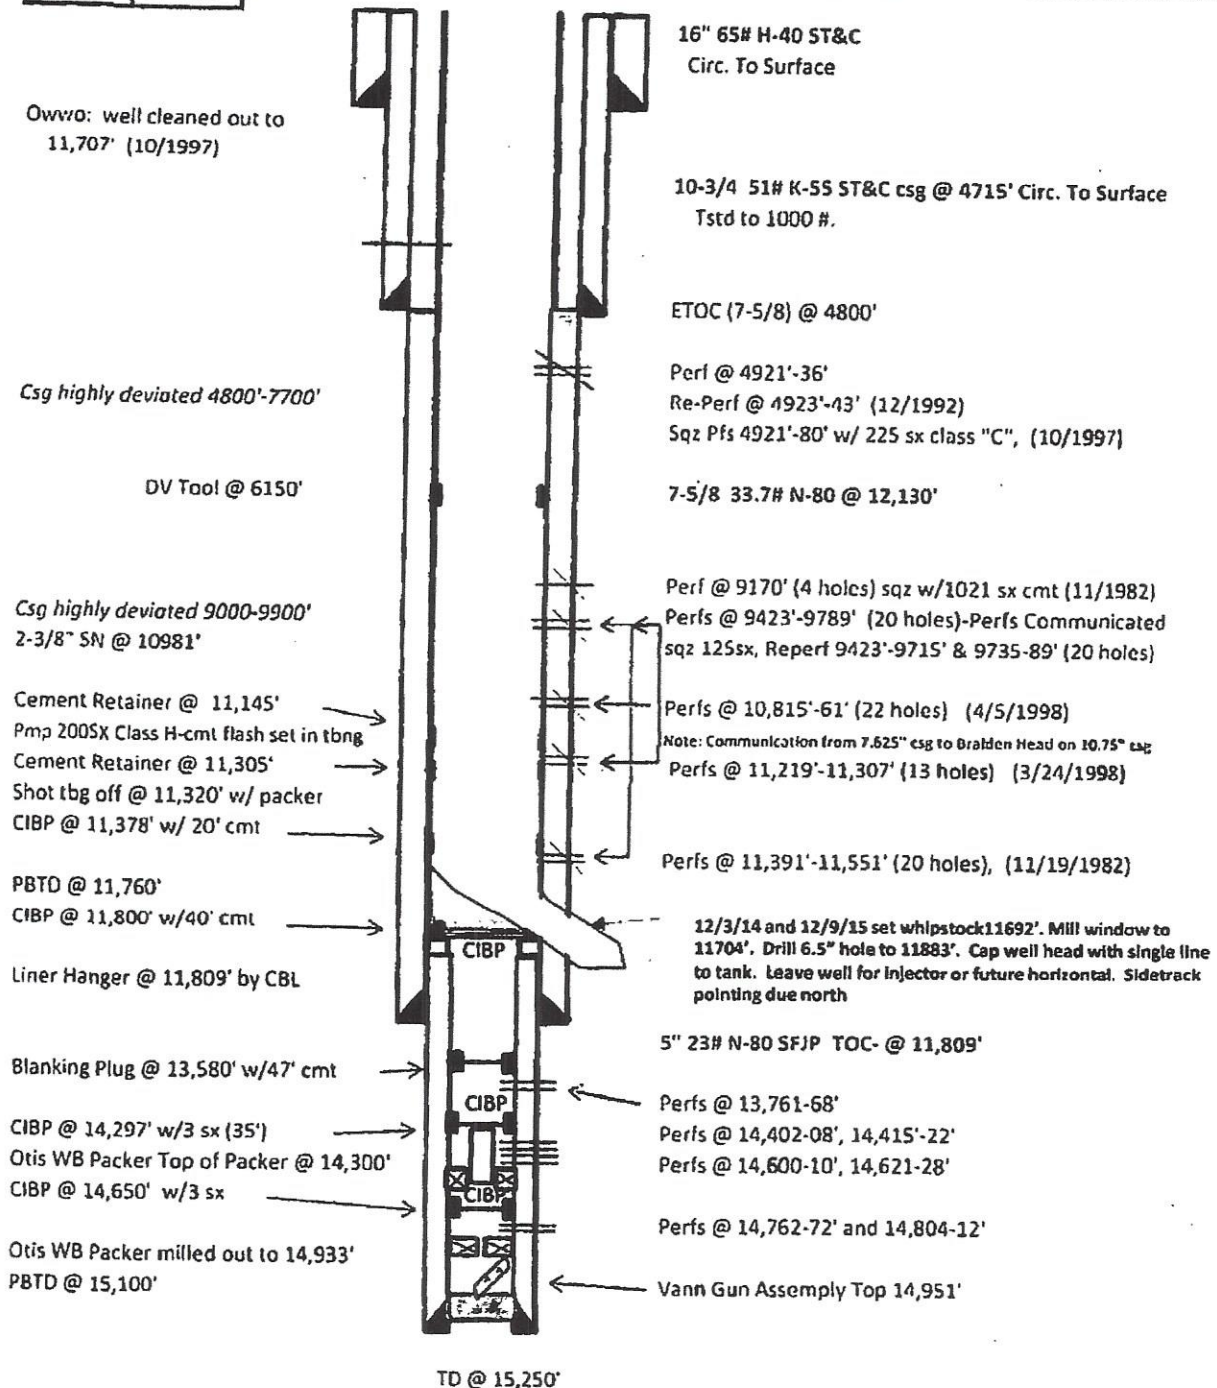 16" 65# H-40 ST&C
Circ. To Surface
Owwo: well cleaned out to
11,707' (10/1997)
10-3/4 51# K-55 ST&C csg @ 4715' Circ. To Surface
Tstd to 1000 #.
ETOC (7-5/8) @ 4800'
Perf @ 4921'-36'
Re-Perf @ 4923'-43' (12/1992)
Sqz Pfs 4921'-80' w/ 225 sx class "C", (10/1997)
Csg highly deviated 4800'-7700'
DV Tool @ 6150'
7-5/8 33.7# N-80 @ 12,130'
Perf @ 9170' (4 holes) sqz w/1021 sx cmt (11/1982)
Perfs @ 9423'-9789' (20 holes)-Perfs Communicated
sqz 125sx, Reperf 9423'-9715' & 9735-89' (20 holes)
Csg highly deviated 9000-9900'
2-3/8" SN @ 10981'
Cement Retainer @ 11,145'
Pmp 200SX Class H-cmt flash set in tbng
Cement Retainer @ 11,305'
Shot tbg off @ 11,320' w/ packer
CIBP @ 11,378' w/ 20' cmt
Perfs @ 10,815'-61' (22 holes) (4/5/1998)
Note: Communication from 7.625" csg to Braiden Head on 10.75" csg
Perfs @ 11,219'-11,307' (13 holes) (3/24/1998)
Perfs @ 11,391'-11,551' (20 holes), (11/19/1982)
PBTD @ 11,760'
CIBP @ 11,800' w/40' cmt
Liner Hanger @ 11,809' by CBL
CIBP
12/3/14 and 12/9/15 set whipstock11692'. Mill window to
11704'. Drill 6.5" hole to 11883'. Cap well head with single line
to tank. Leave well for injector or future horizontal. Sidetrack
pointing due north
5" 23# N-80 SFJP TOC- @ 11,809'
Blanking Plug @ 13,580' w/47' cmt
CIBP
Perfs @ 13,761-68'
Perfs @ 14,402-08', 14,415'-22'
Perfs @ 14,600-10', 14,621-28'
CIBP @ 14,297' w/3 sx (35')
Otis WB Packer Top of Packer @ 14,300'
CIBP @ 14,650' w/3 sx
CIBP
Perfs @ 14,762-72' and 14,804-12'
Otis WB Packer milled out to 14,933'
PBTD @ 15,100'
Vann Gun Assemply Top 14,951'
TD @ 15,250'